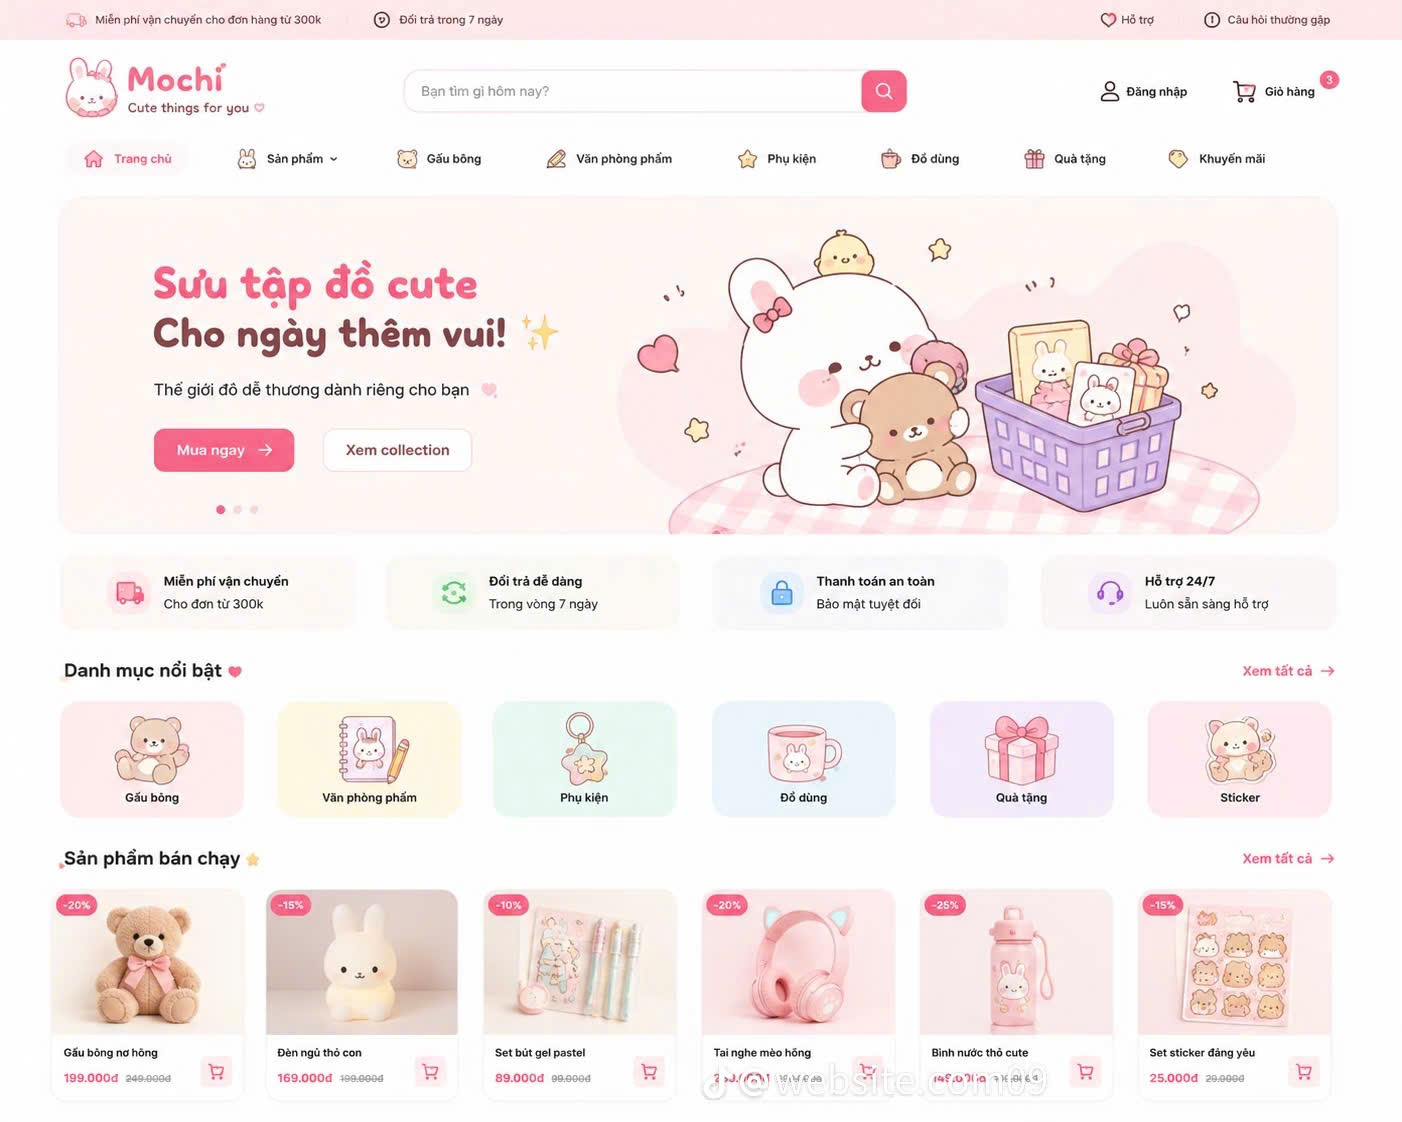 Miễn phí vận chuyển cho đơn hàng từ 300k
Đổi trả trong 7 ngày
Hỗ trợ
Câu hỏi thường gặp
Mochi
Cute things for you
Bạn tìm gì hôm nay?
Đăng nhập
Giỏ hàng
3
Trang chủ
Sản phẩm
Gấu bông
Văn phòng phẩm
Phụ kiện
Đồ dùng
Quà tặng
Khuyến mãi
Sưu tập đồ cute
Cho ngày thêm vui!
Thế giới đô dễ thương dành riêng cho bạn
Mua ngay
Xem collection
Miễn phí vận chuyển
Cho đơn từ 300k
Đổi trả dễ dàng
Trong vòng 7 ngày
Thanh toán an toàn
Bảo mật tuyệt đối
Hỗ trợ 24/7
Luôn sẵn sàng hỗ trợ
Danh mục nổi bật
Xem tất cả
Gấu bông
Văn phòng phẩm
Phụ kiện
Đồ dùng
Quà tặng
Sticker
Sản phẩm bán chạy
Xem tất cả
-20%
-15%
-10%
-20%
-25%
-15%
Gấu bông nơ hồng
199.000đ 249.000đ
Đèn ngủ thỏ con
169.000đ 199.000đ
Set bút gel pastel
89.000đ 99.000đ
Tai nghe mèo hồng
Bình nước thỏ cute
Set sticker đáng yêu
25.000đ 29.000đ
@website.com09